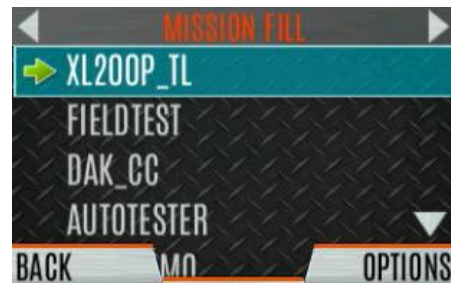 MISSION FILL
XL200P_TL
FIELDTEST
DAK_CC
AUTOTESTER
BACK
OPTIONS